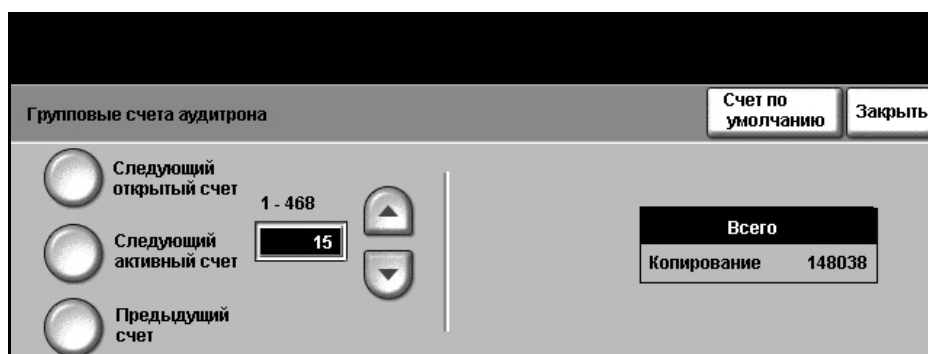 Групповые счета аудитрона
Счет по
умолчанию
Закрыть
Следующий
открытый счет
1 - 468
15
Следующий
активный счет
Предыдущий
счет
Всего
Копирование 148038